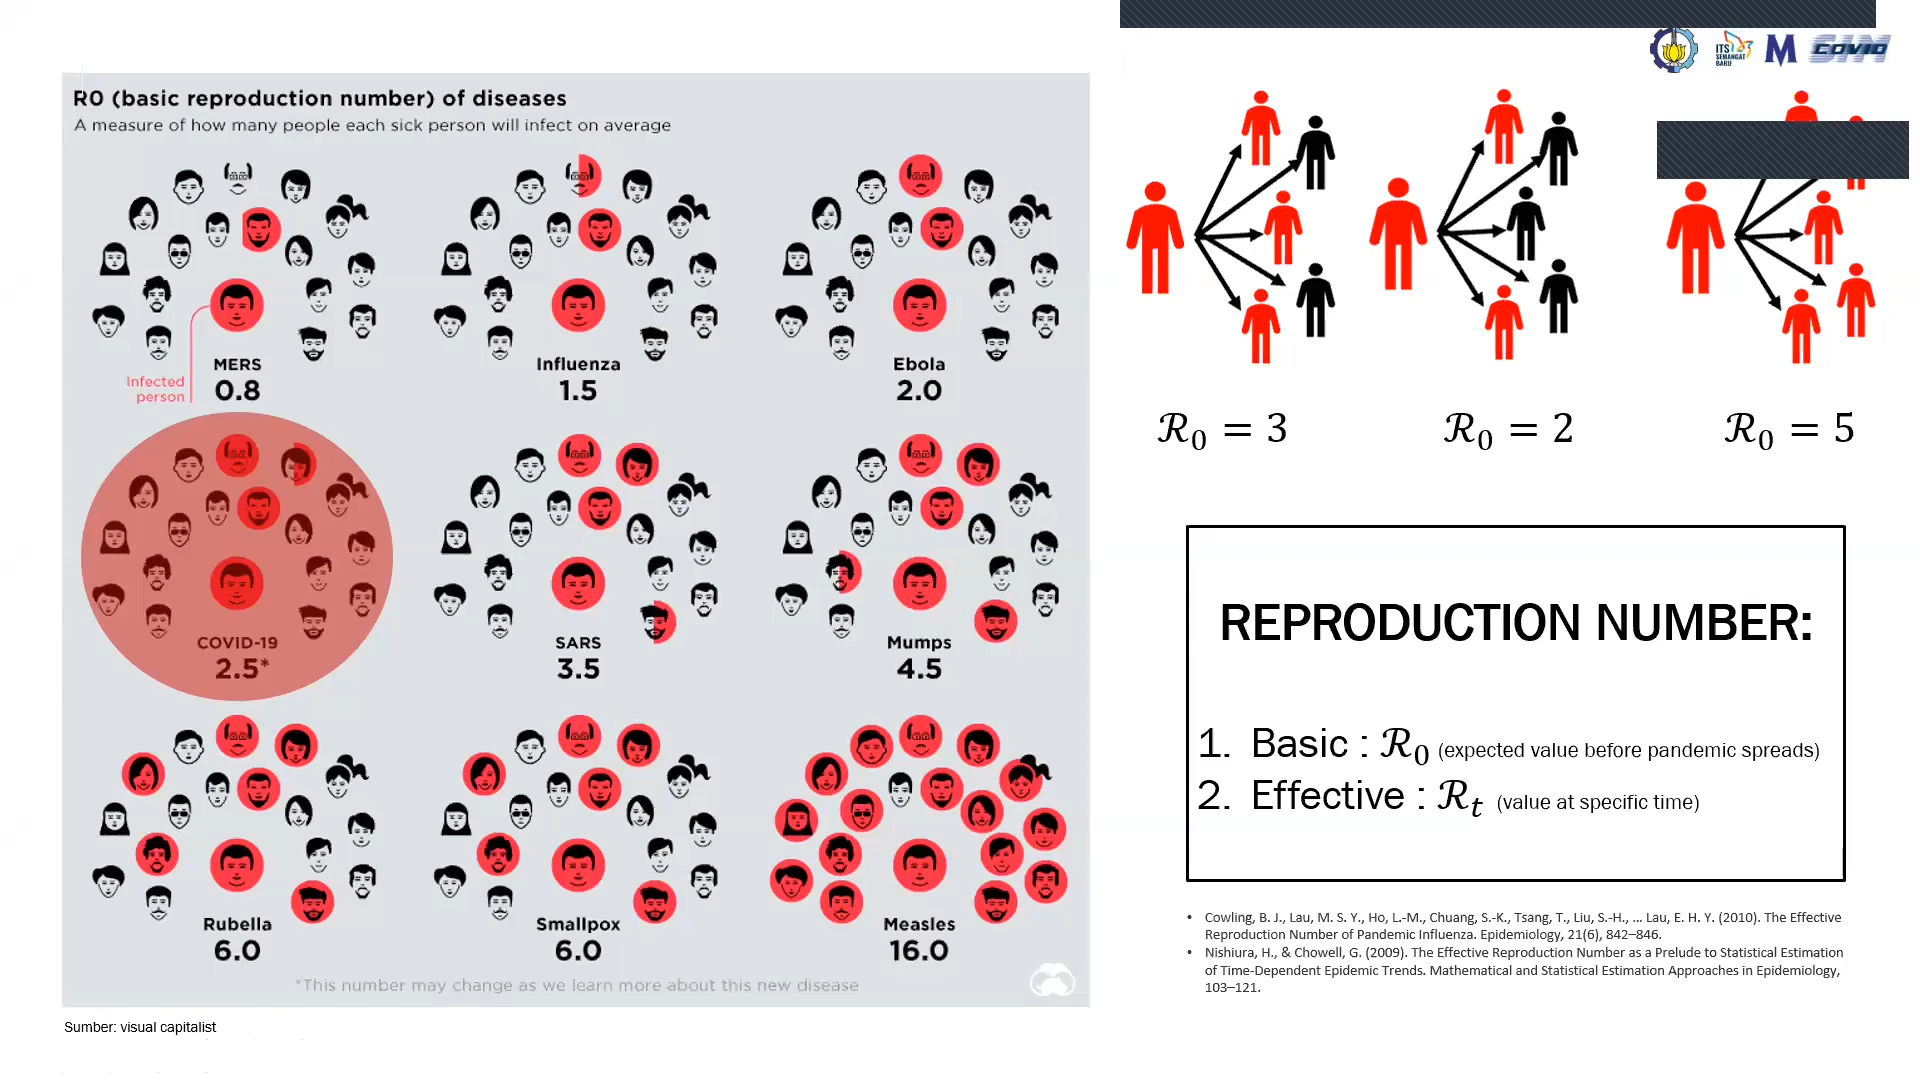 ITS
SEMANGAT
BARU
M
SIM
COVID
R0 (basic reproduction number) of diseases
A measure of how many people each sick person will infect on average
Infected
person
MERS
0.8
Influenza
1.5
Ebola
2.0
COVID-19
2.5*
SARS
3.5
Mumps
4.5
Rubella
6.0
Smallpox
6.0
Measles
16.0
*This number may change as we learn more about this new disease
Sumber: visual capitalist
ℛ₀ = 3
ℛ₀ = 2
ℛ₀ = 5
REPRODUCTION NUMBER:
1. Basic : ℛ₀ (expected value before pandemic spreads)
2. Effective : ℛₜ (value at specific time)
• Cowling, B. J., Lau, M. S. Y., Ho, L.-M., Chuang, S.-K., Tsang, T., Liu, S.-H., … Lau, E. H. Y. (2010). The Effective
Reproduction Number of Pandemic Influenza. Epidemiology, 21(6), 842–846.
• Nishiura, H., & Chowell, G. (2009). The Effective Reproduction Number as a Prelude to Statistical Estimation
of Time-Dependent Epidemic Trends. Mathematical and Statistical Estimation Approaches in Epidemiology,
103–121.